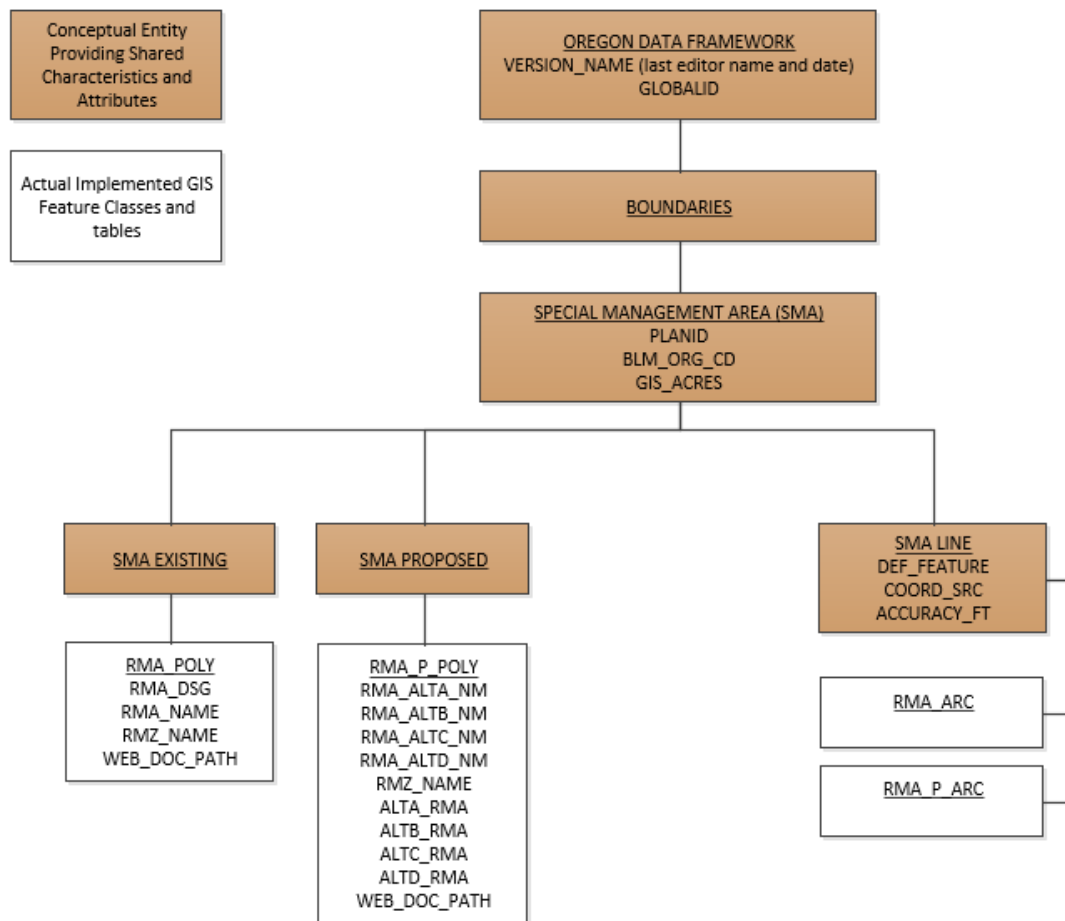 Conceptual Entity
Providing Shared
Characteristics and
Attributes
Actual Implemented GIS
Feature Classes and
tables
OREGON DATA FRAMEWORK
VERSION_NAME (last editor name and date)
GLOBALID
BOUNDARIES
SPECIAL MANAGEMENT AREA (SMA)
PLANID
BLM_ORG_CD
GIS_ACRES
SMA EXISTING
SMA PROPOSED
SMA LINE
DEF_FEATURE
COORD_SRC
ACCURACY_FT
RMA_POLY
RMA_DSG
RMA_NAME
RMZ_NAME
WEB_DOC_PATH
RMA_P_POLY
RMA_ALTA_NM
RMA_ALTB_NM
RMA_ALTC_NM
RMA_ALTD_NM
RMZ_NAME
ALTA_RMA
ALTB_RMA
ALTC_RMA
ALTD_RMA
WEB_DOC_PATH
RMA_ARC
RMA_P_ARC